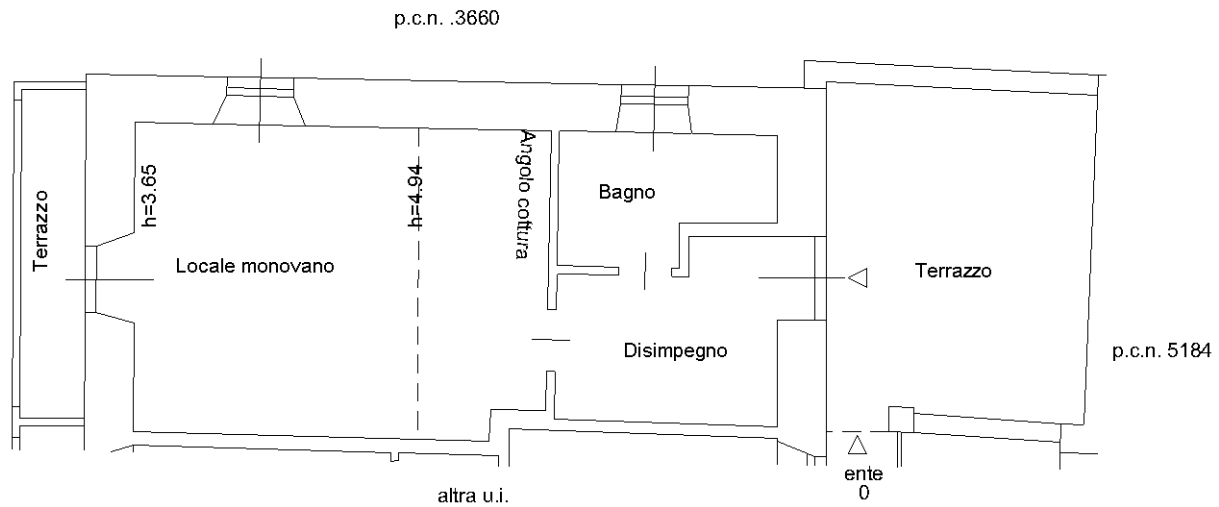 p.c.n. .3660
Terrazzo
h=3.65
h=4.94
Angolo cottura
Bagno
Locale monovano
Terrazzo
Disimpegno
p.c.n. 5184
ente
0
altra u.i.